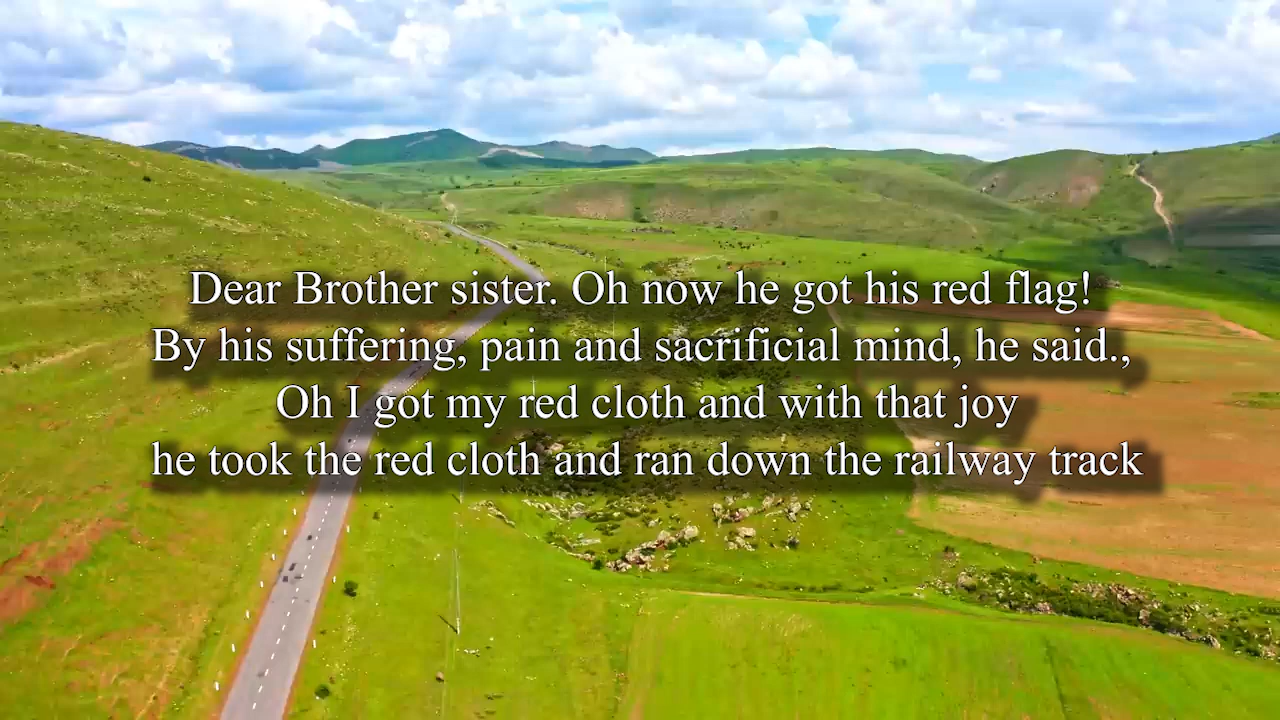 Dear Brother sister. Oh now he got his red flag!
By his suffering, pain and sacrificial mind, he said.,
Oh I got my red cloth and with that joy
he took the red cloth and ran down the railway track